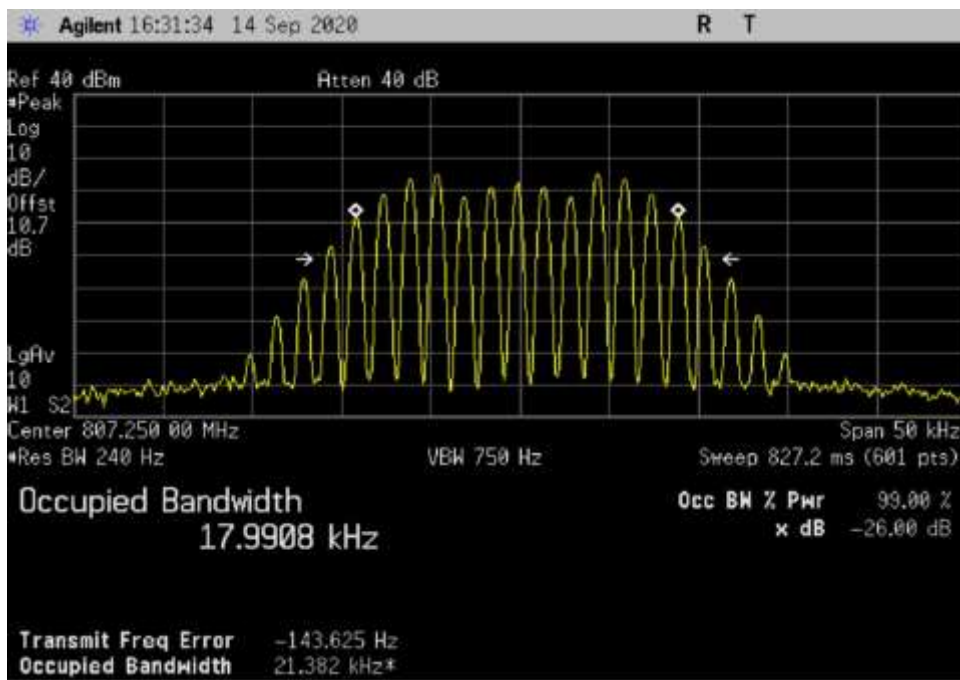 Agilent 16:31:34 14 Sep 2020 R T
Ref 40 dBm Atten 40 dB
*Peak
Log
10
dB/
Offst
10.7
dB
LgAv
10
W1 S2
Center 807.250 00 MHz Span 50 kHz
*Res BW 240 Hz VBW 750 Hz Sweep 827.2 ms (601 pts)
Occupied Bandwidth Occ BW % Pwr 99.00 %
17.9908 kHz x dB -26.00 dB
Transmit Freq Error -143.625 Hz
Occupied Bandwidth 21.382 kHz*